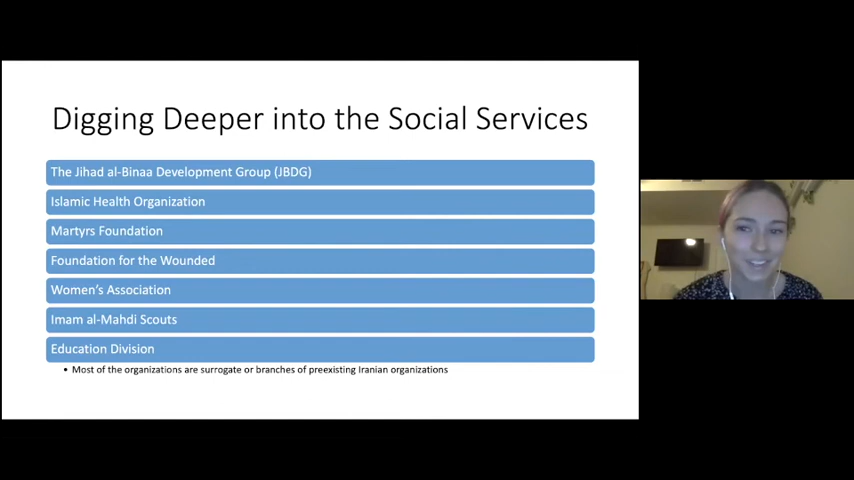 Digging Deeper into the Social Services
The Jihad al-Binaa Development Group (JBDG)
Islamic Health Organization
Martyrs Foundation
Foundation for the Wounded
Women’s Association
Imam al-Mahdi Scouts
Education Division
• Most of the organizations are surrogate or branches of preexisting Iranian organizations